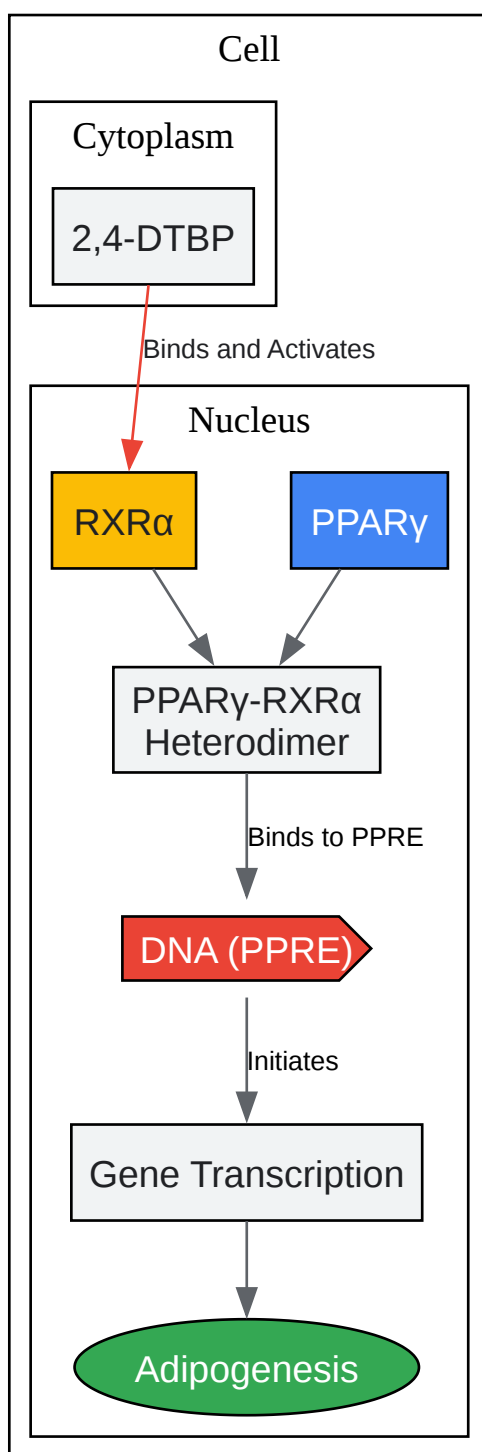 Cell
Cytoplasm
2,4-DTBP
Binds and Activates
Nucleus
RXRα
PPARγ
PPARγ-RXRα
Heterodimer
Binds to PPRE
DNA (PPRE)
Initiates
Gene Transcription
Adipogenesis